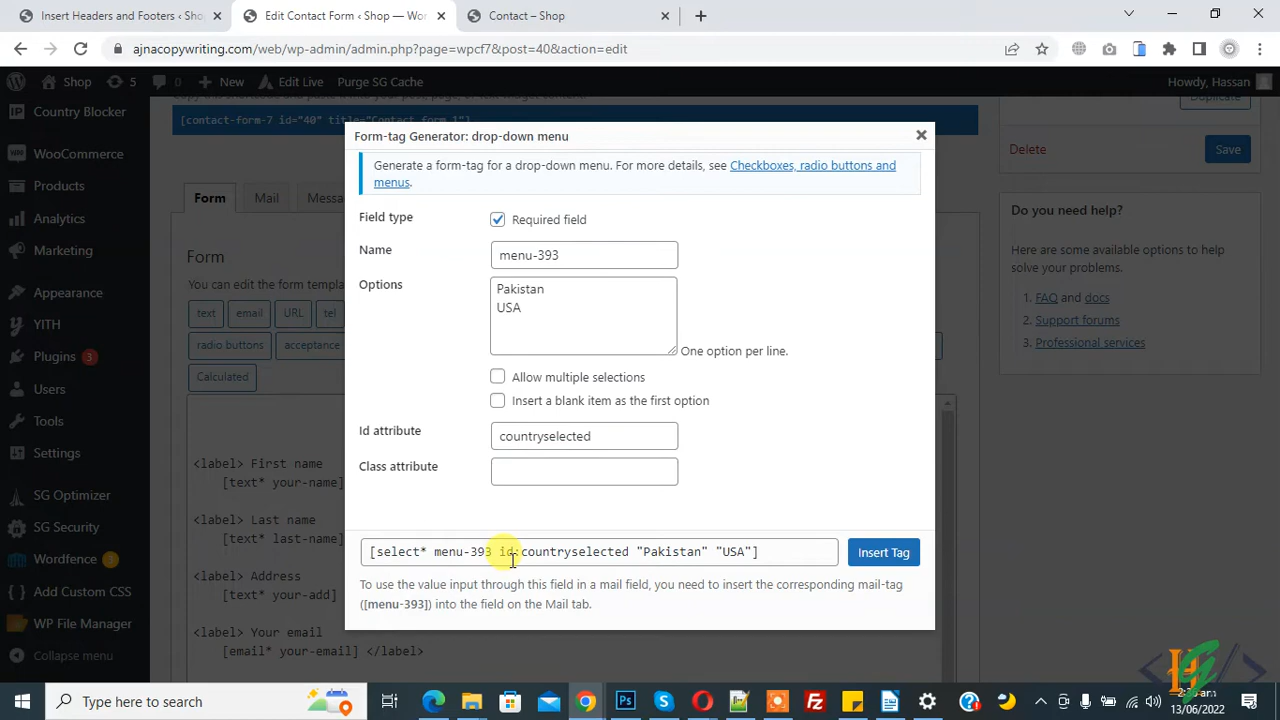 Insert Headers and Footers ‹ Shop
Edit Contact Form ‹ Shop — Wor
Contact – Shop
ajnacopywriting.com/web/wp-admin/admin.php?page=wpcf7&post=40&action=edit
Shop
5
0
New
Edit Live
Purge SG Cache
Howdy, Hassan
Country Blocker
WooCommerce
Products
Analytics
Marketing
Appearance
YITH
Plugins 3
Users
Tools
Settings
SG Optimizer
SG Security
Wordfence 1
Add Custom CSS
WP File Manager
Collapse menu
[contact-form-7 id="40" title="Contact form 1"]
Duplicate
Delete
Save
Form
Mail
Messa
Form
You can edit the form templa
text
email
URL
tel
radio buttons
acceptance
Calculated
<label> First name
[text* your-name]
<label> Last name
[text* last-name]
<label> Address
[text* your-add]
<label> Your email
[email* your-email] </label>
Form-tag Generator: drop-down menu
Generate a form-tag for a drop-down menu. For more details, see Checkboxes, radio buttons and
menus.
Field type
Required field
Name
menu-393
Options
Pakistan
USA
One option per line.
Allow multiple selections
Insert a blank item as the first option
Id attribute
countryselected
Class attribute
[select* menu-393 id:countryselected "Pakistan" "USA"]
Insert Tag
To use the value input through this field in a mail field, you need to insert the corresponding mail-tag
([menu-393]) into the field on the Mail tab.
Do you need help?
Here are some available options to help
solve your problems.
1. FAQ and docs
2. Support forums
3. Professional services
Type here to search
13/06/2022